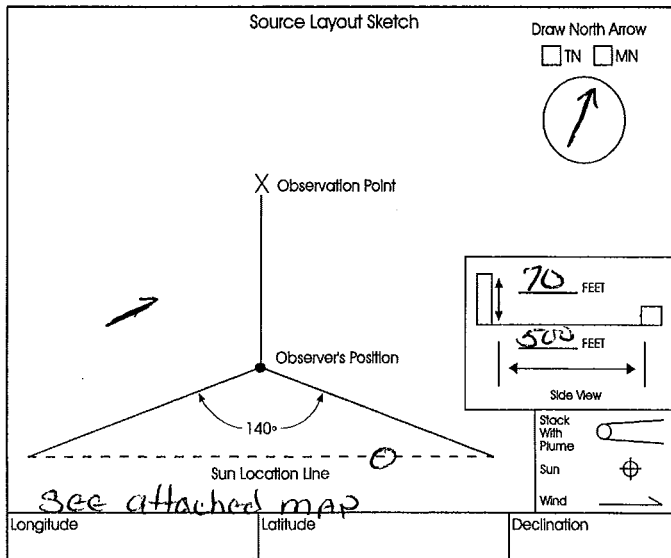 Source Layout Sketch
Draw North Arrow
TN MN
X Observation Point
70 FEET
500 FEET
Side View
Observer's Position
140°
Sun Location Line
See attached map
Stack
With
Plume
Sun
Wind
Longitude Latitude Declination